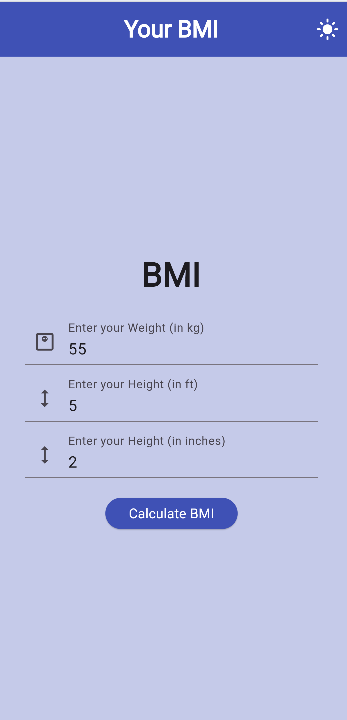 Your BMI
BMI
Enter your Weight (in kg)
55
Enter your Height (in ft)
5
Enter your Height (in inches)
2
Calculate BMI